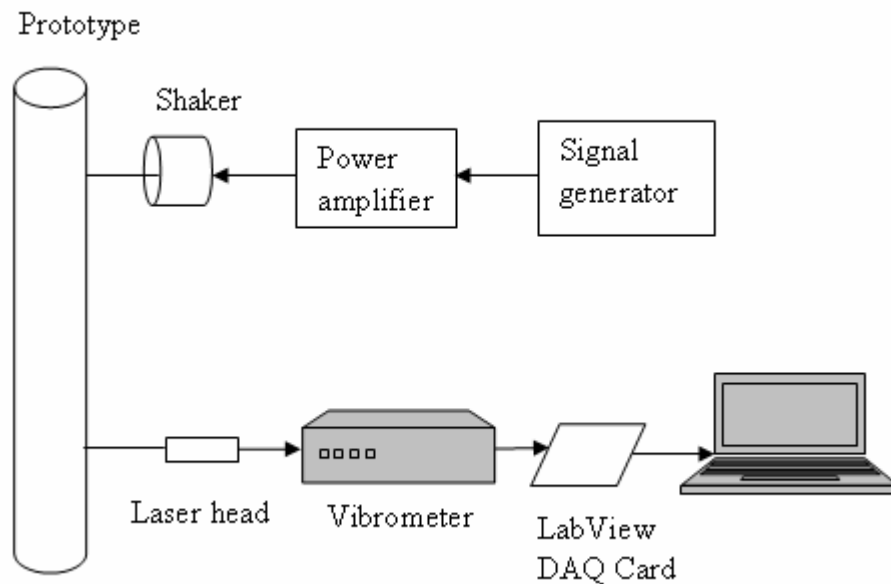 Prototype
Shaker
Power
amplifier
Signal
generator
Laser head
Vibrometer
LabView
DAQ Card